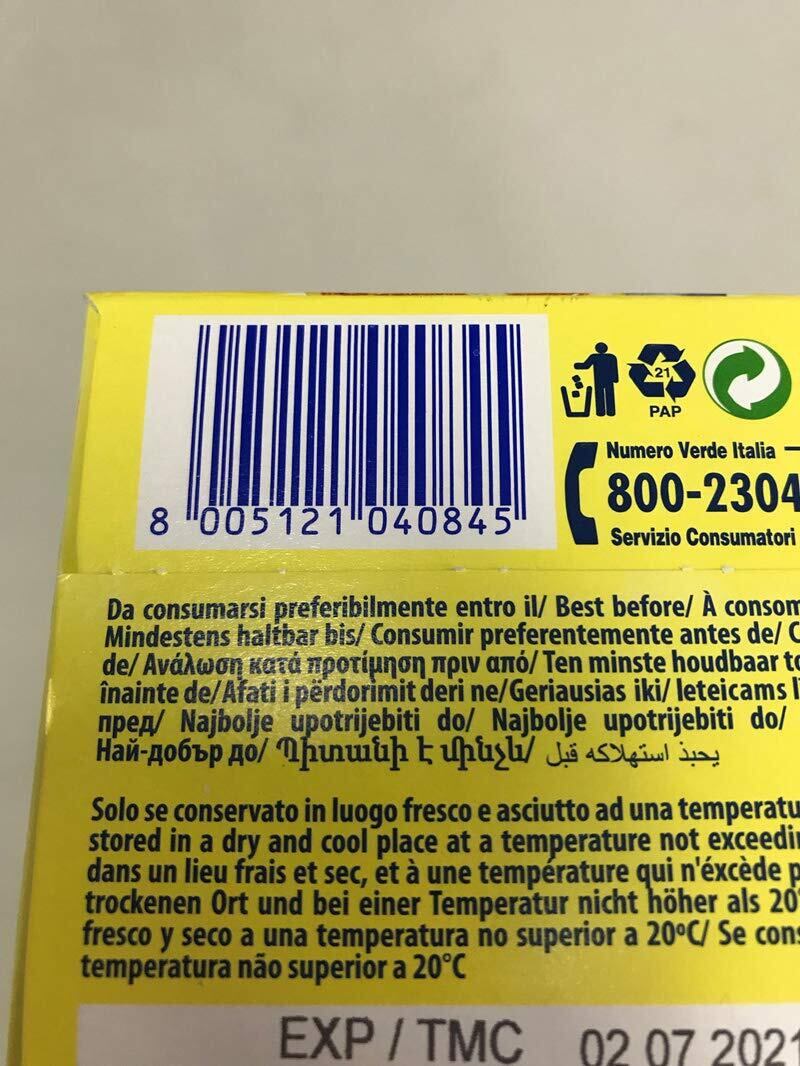 8 005121 040845
21
PAP
Numero Verde Italia
800-2304
Servizio Consumatori
Da consumarsi preferibilmente entro il/ Best before/ À consom
Mindestens haltbar bis/ Consumir preferentemente antes de/ C
de/ Ανάλωση κατά προτίμηση πριν από/ Ten minste houdbaar to
înainte de/Afati i përdorimit deri ne/Geriausias iki/ leteicams l
пред/ Najbolje upotrijebiti do/ Najbolje upotrijebiti do/
Най-добър до/ Պիտանի է մինչև/ يحبذ استهلاكه قبل
Solo se conservato in luogo fresco e asciutto ad una temperatu
stored in a dry and cool place at a temperature not exceedin
dans un lieu frais et sec, et à une température qui n'éxcède p
trockenen Ort und bei einer Temperatur nicht höher als 20°
fresco y seco a una temperatura no superior a 20ºC/ Se cons
temperatura não superior a 20°C
EXP / TMC 02 07 2021